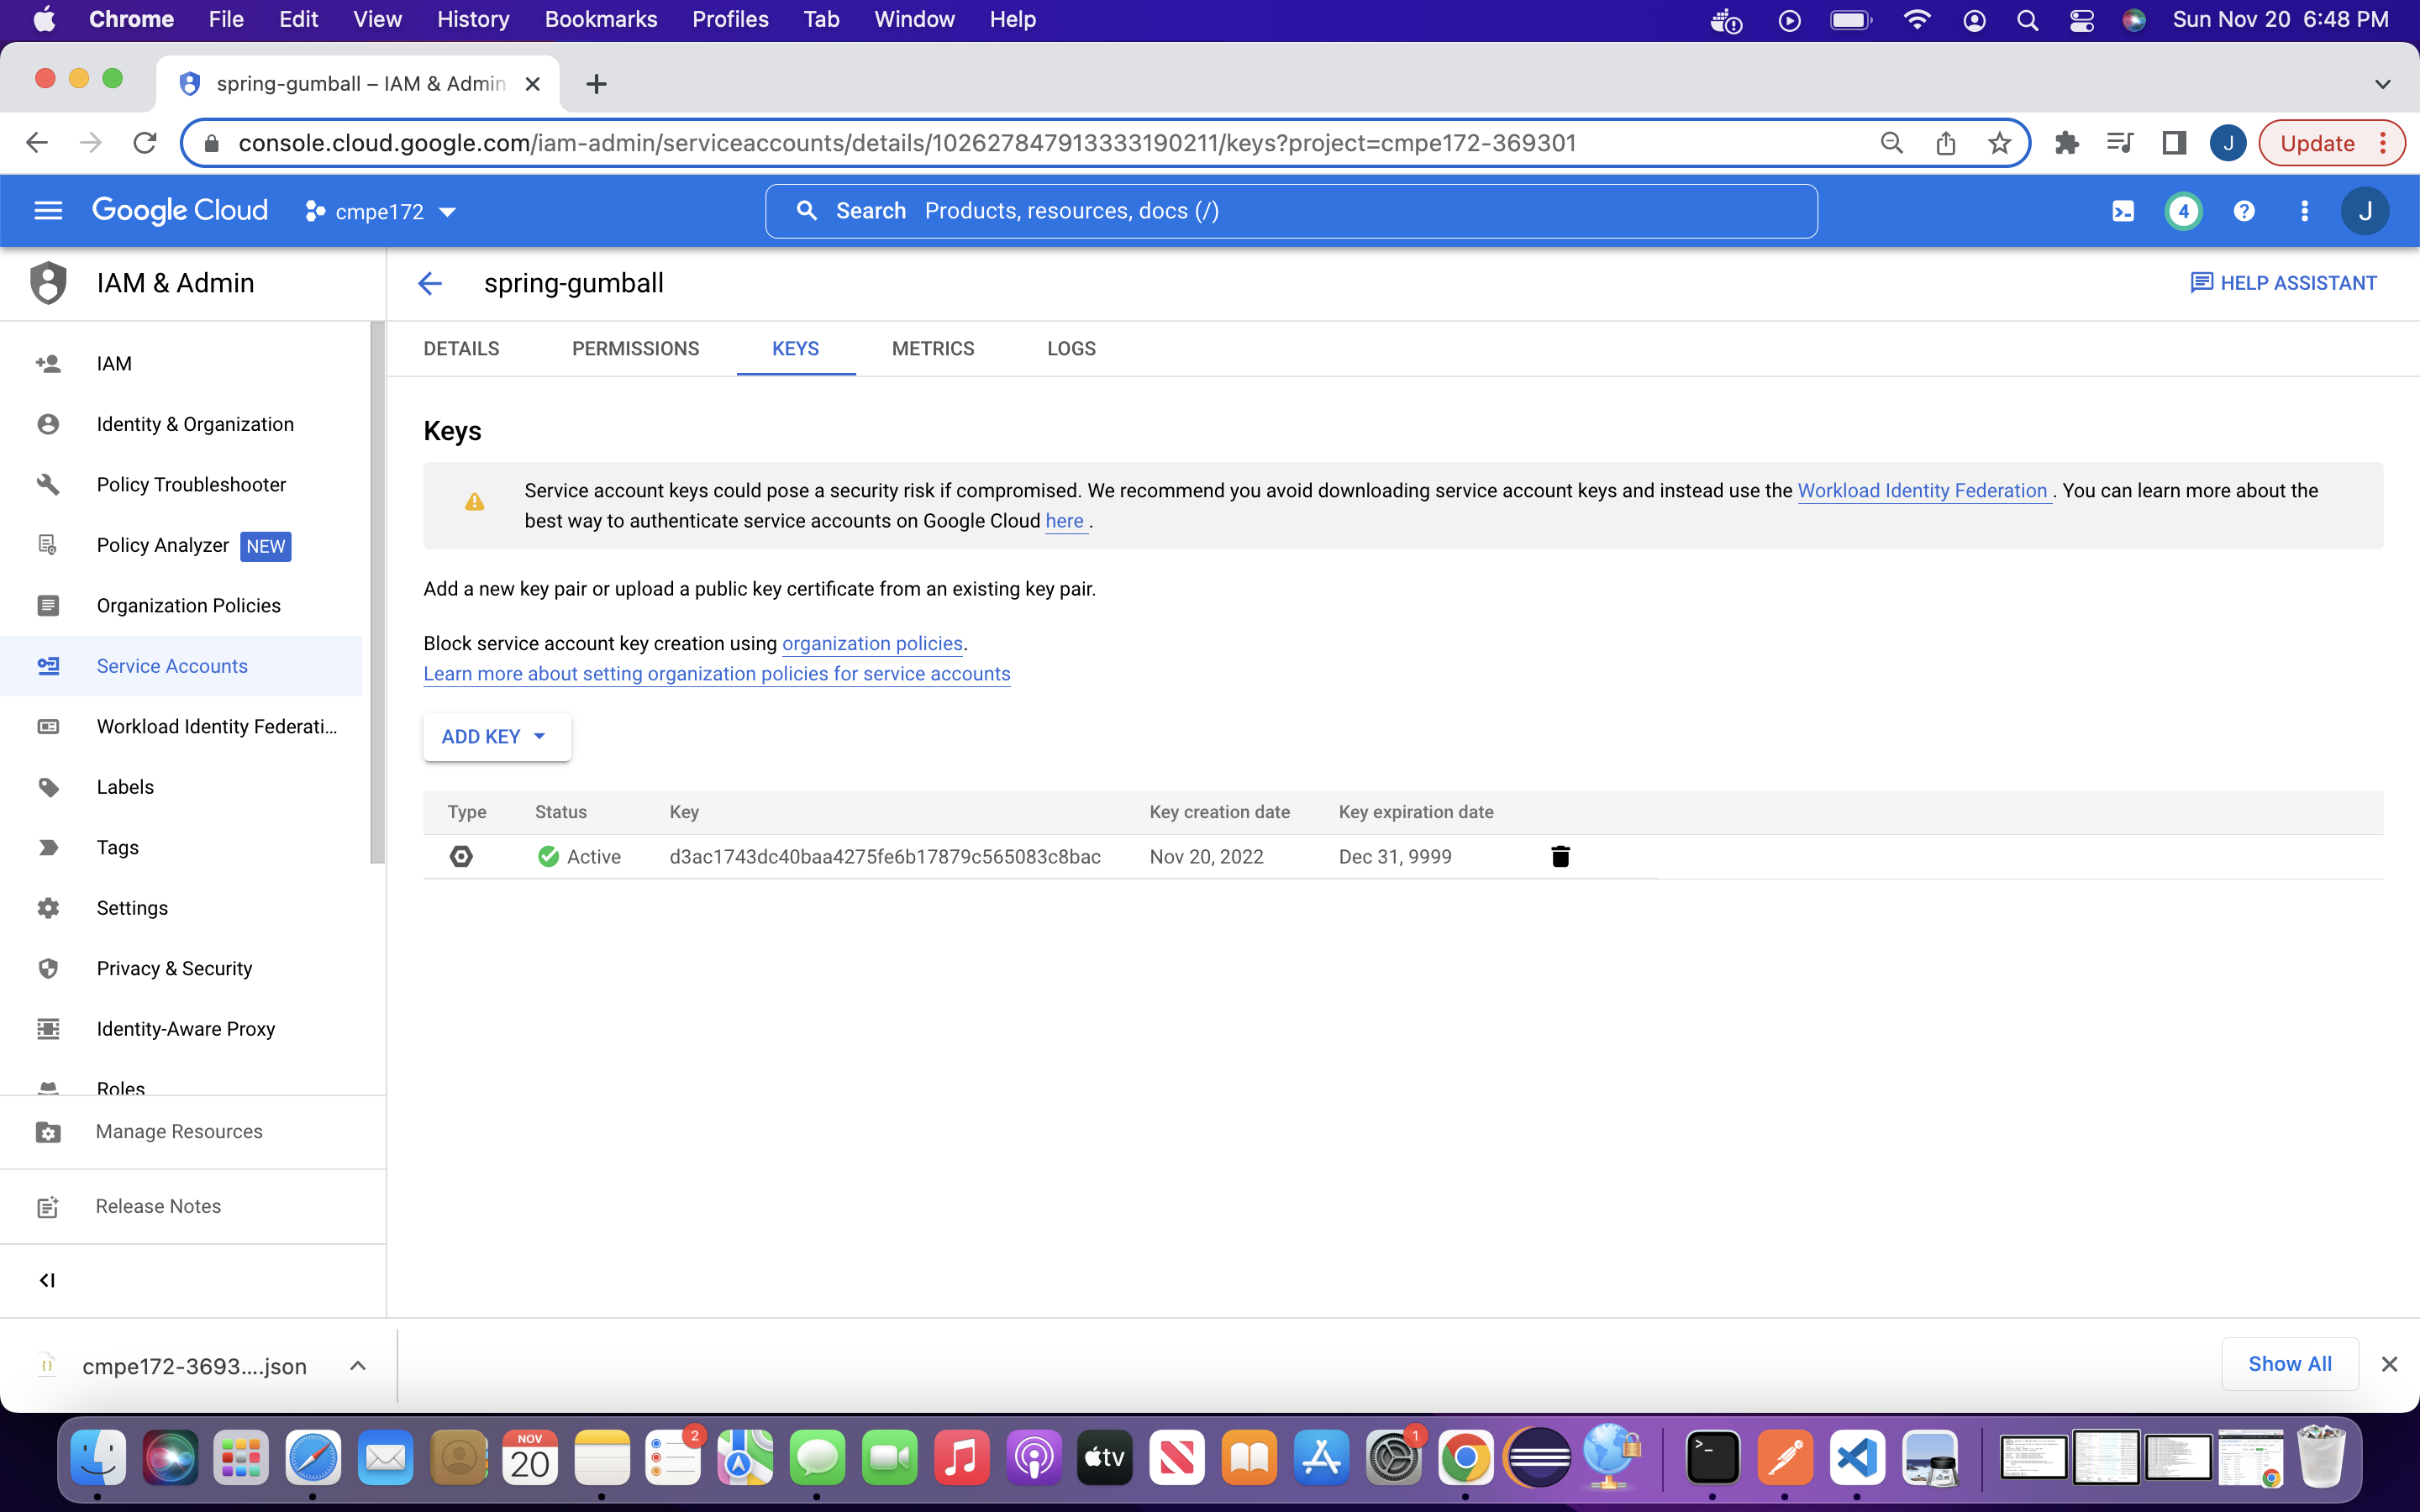 Chrome File Edit View History Bookmarks Profiles Tab Window Help Sun Nov 20 6:48 PM
spring-gumball – IAM & Admin
console.cloud.google.com/iam-admin/serviceaccounts/details/102627847913333190211/keys?project=cmpe172-369301 J Update
Google Cloud cmpe172 Search Products, resources, docs (/) 4 J
IAM & Admin
spring-gumball
HELP ASSISTANT
IAM
Identity & Organization
Policy Troubleshooter
Policy Analyzer NEW
Organization Policies
Service Accounts
Workload Identity Federati...
Labels
Tags
Settings
Privacy & Security
Identity-Aware Proxy
Roles
Manage Resources
Release Notes
DETAILS PERMISSIONS KEYS METRICS LOGS
Keys
Service account keys could pose a security risk if compromised. We recommend you avoid downloading service account keys and instead use the Workload Identity Federation . You can learn more about the
best way to authenticate service accounts on Google Cloud here .
Add a new key pair or upload a public key certificate from an existing key pair.
Block service account key creation using organization policies.
Learn more about setting organization policies for service accounts
ADD KEY
Type Status Key Key creation date Key expiration date
Active d3ac1743dc40baa4275fe6b17879c565083c8bac Nov 20, 2022 Dec 31, 9999
cmpe172-3693....json
Show All
NOV
20
2
tv
1